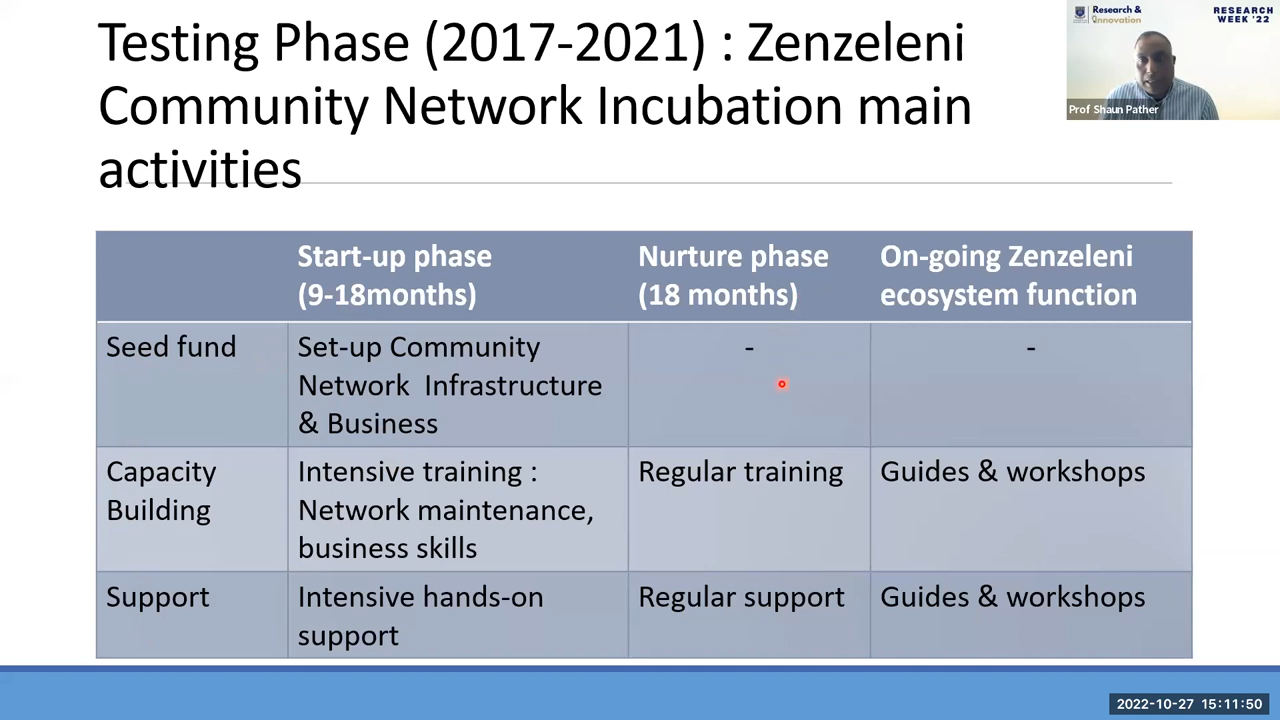 Testing Phase (2017-2021) : Zenzeleni
Community Network Incubation main
activities
Research &
Innovation
RESEARCH
WEEK '22
Prof Shaun Pather
Start-up phase
(9-18months)
Nurture phase
(18 months)
On-going Zenzeleni
ecosystem function
Seed fund
Set-up Community
Network Infrastructure
& Business
-
-
Capacity
Building
Intensive training :
Network maintenance,
business skills
Regular training
Guides & workshops
Support
Intensive hands-on
support
Regular support
Guides & workshops
2022-10-27 15:11:50